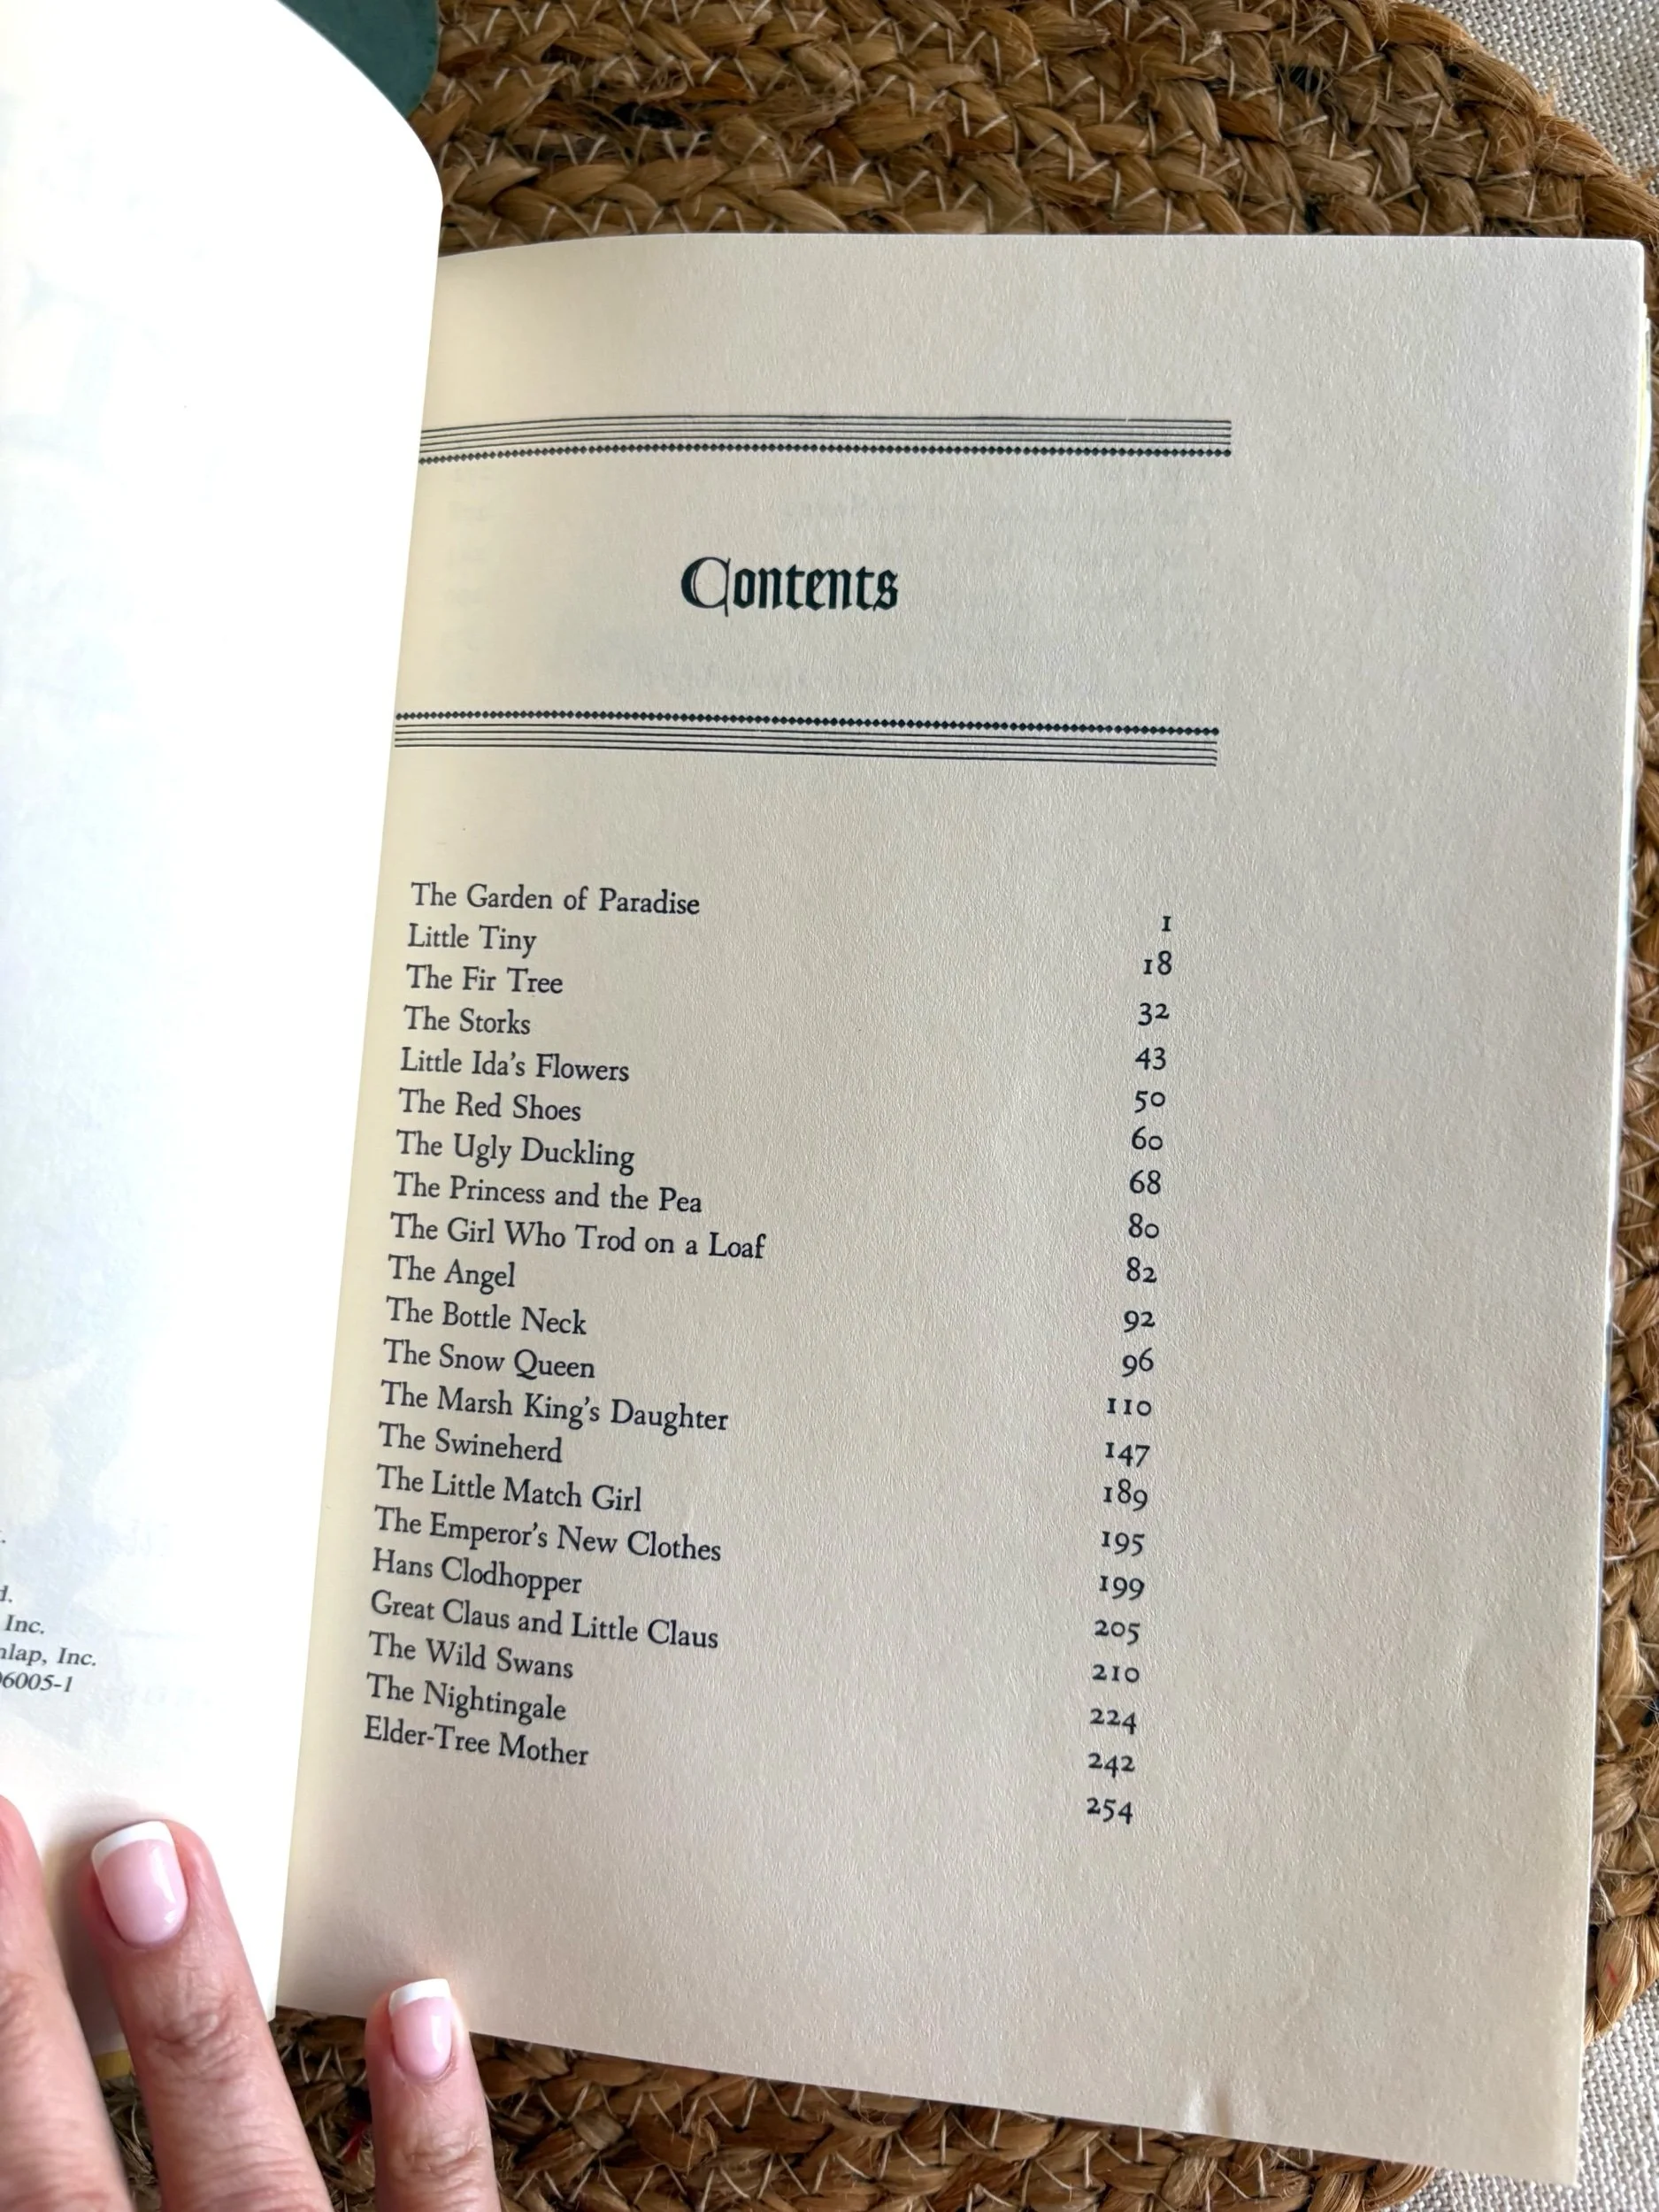 .
d.
Inc.
nlap, Inc.
06005-1
Contents
The Garden of Paradise 1
Little Tiny 18
The Fir Tree 32
The Storks 43
Little Ida's Flowers 50
The Red Shoes 60
The Ugly Duckling 68
The Princess and the Pea 80
The Girl Who Trod on a Loaf 82
The Angel 92
The Bottle Neck 96
The Snow Queen 110
The Marsh King's Daughter 147
The Swineherd 189
The Little Match Girl 195
The Emperor's New Clothes 199
Hans Clodhopper 205
Great Claus and Little Claus 210
The Wild Swans 224
The Nightingale 242
Elder-Tree Mother 254